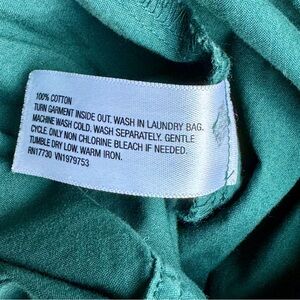 100% COTTON
TURN GARMENT INSIDE OUT. WASH IN LAUNDRY BAG.
MACHINE WASH COLD. WASH SEPARATELY. GENTLE
CYCLE. ONLY NON CHLORINE BLEACH IF NEEDED.
TUMBLE DRY LOW. WARM IRON.
RN17730 VN1979753